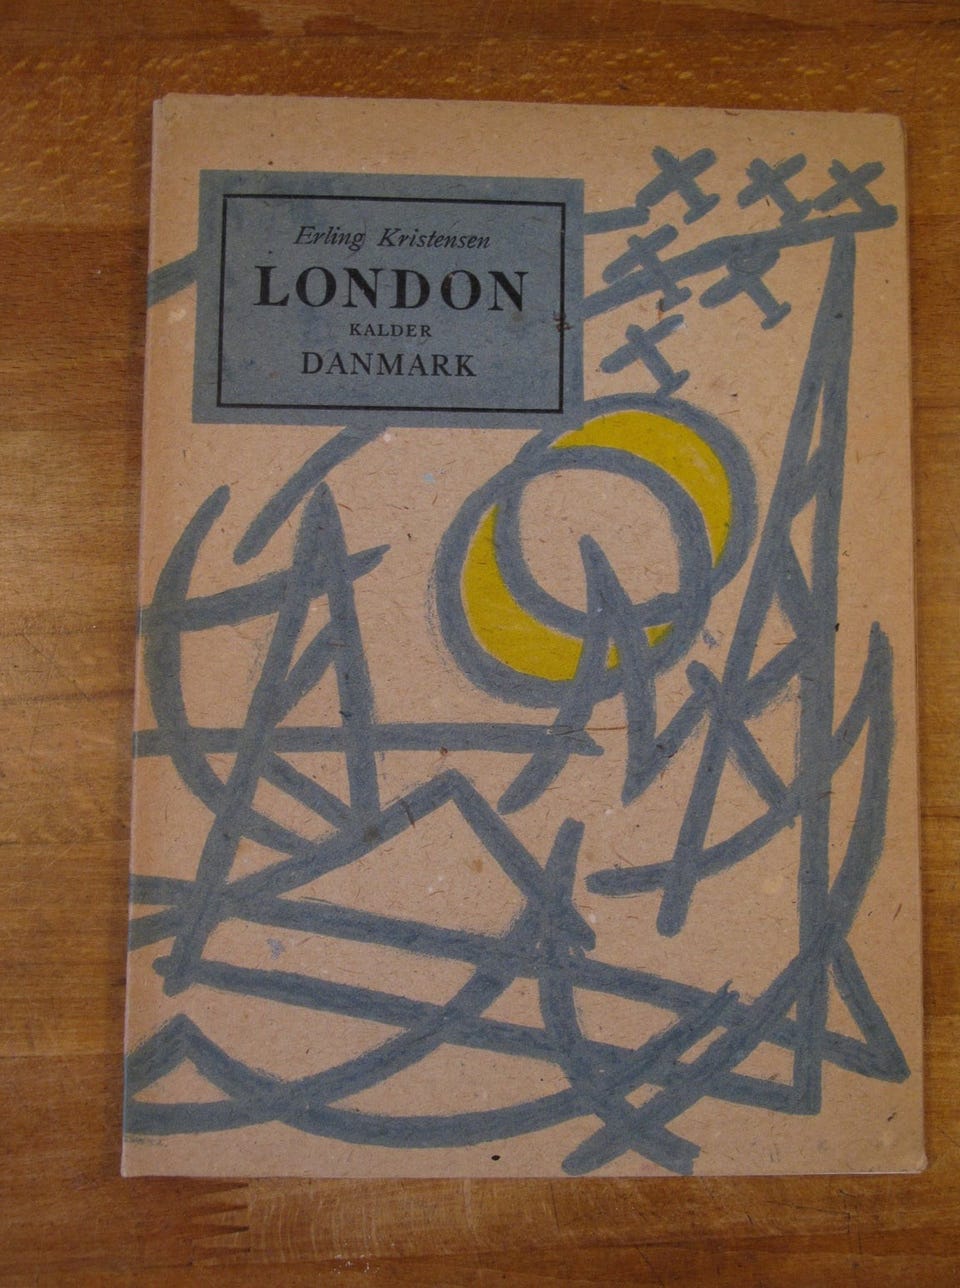 Erling Kristensen
LONDON
KALDER
DANMARK